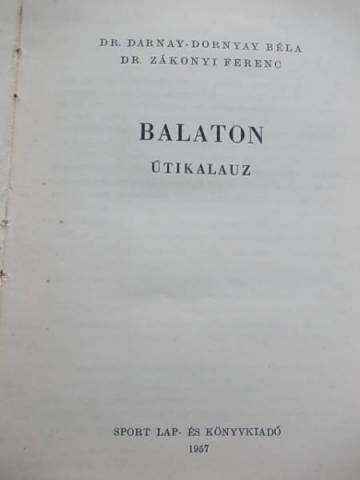 DR. DARNAY-DORNYAY BÉLA
DR. ZÁKONYI FERENC
BALATON
ÚTIKALAUZ
SPORT LAP- ÉS KÖNYVKIADÓ
1957